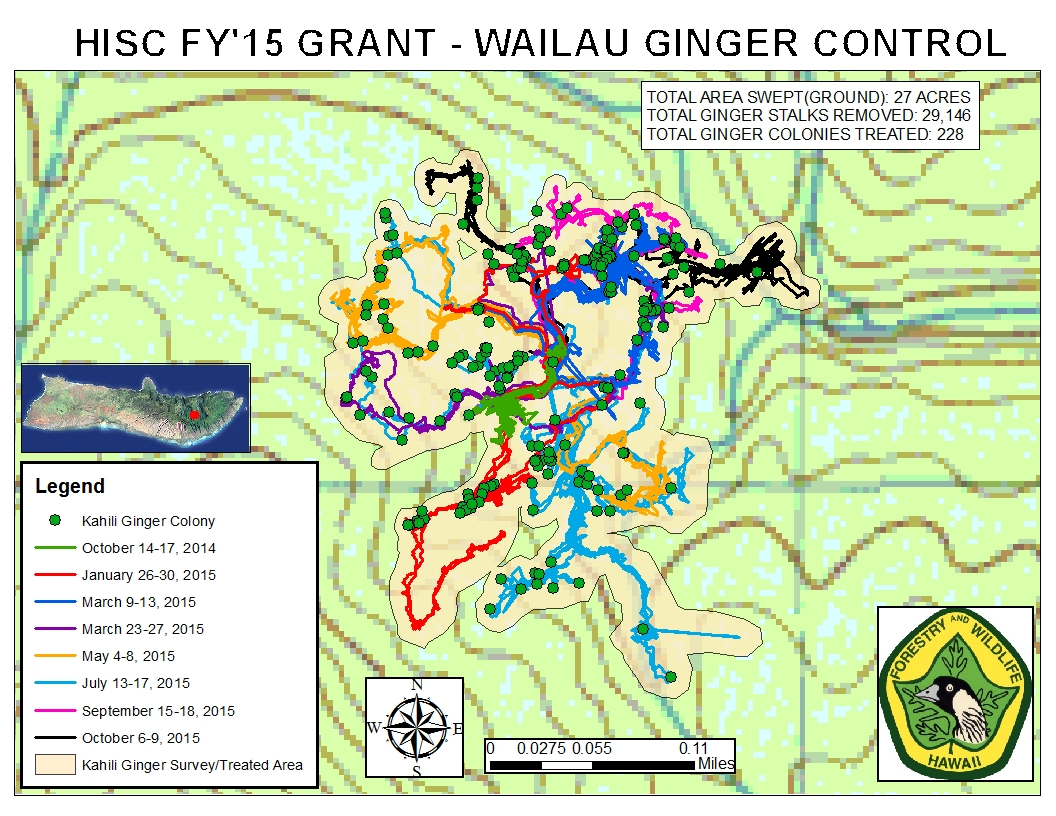 HISC FY'15 GRANT - WAILAU GINGER CONTROL
TOTAL AREA SWEPT(GROUND): 27 ACRES
TOTAL GINGER STALKS REMOVED: 29,146
TOTAL GINGER COLONIES TREATED: 228
Legend
Kahili Ginger Colony
October 14-17, 2014
January 26-30, 2015
March 9-13, 2015
March 23-27, 2015
May 4-8, 2015
July 13-17, 2015
September 15-18, 2015
October 6-9, 2015
Kahili Ginger Survey/Treated Area
N
W E
S
0 0.0275 0.055 0.11
Miles
FORESTRY AND WILDLIFE
HAWAII